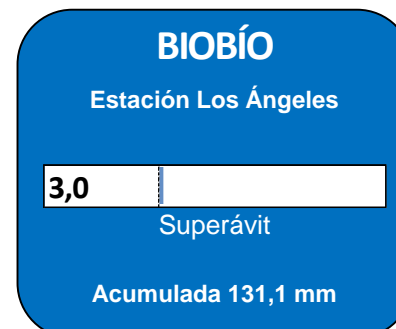 BIOBÍO
Estación Los Ángeles
3,0
Superávit
Acumulada 131,1 mm